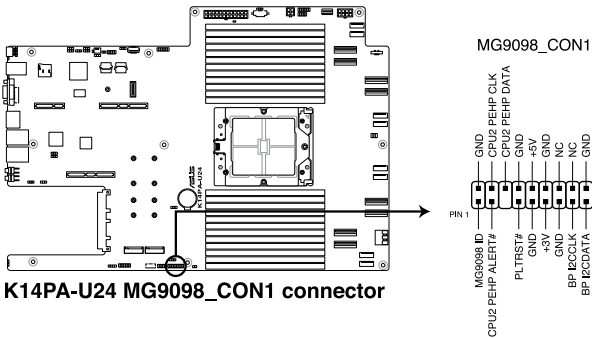 MG9098_CON1
GND
CPU2 PEHP CLK
CPU2 PEHP DATA
GND
+5V
GND
NC
NC
GND
PIN 1
MG9098 ID
CPU2 PEHP ALERT#
PLTRST#
GND
+3V
GND
BP I2CCLK
BP I2CDATA
/ISUS
K14PA-U24
K14PA-U24 MG9098_CON1 connector